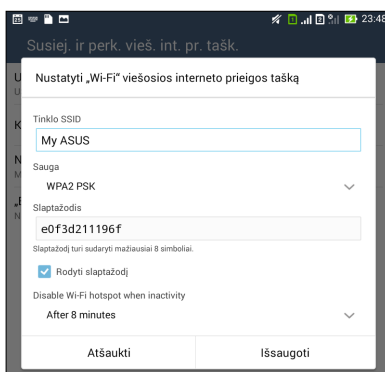 23:48
Susiej. ir perk. vieš. int. pr. tašk.
Nustatyti „Wi-Fi“ viešosios interneto prieigos tašką
Tinklo SSID
My ASUS
Sauga
WPA2 PSK
Slaptažodis
e0f3d211196f
Slaptažodį turi sudaryti mažiausiai 8 simboliai.
Rodyti slaptažodį
Disable Wi-Fi hotspot when inactivity
After 8 minutes
Atšaukti
Išsaugoti